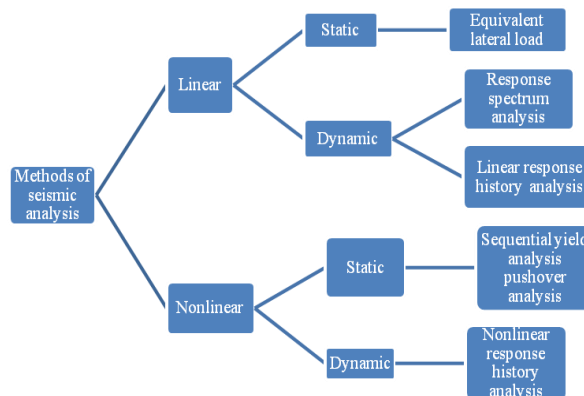 Methods of
seismic
analysis
Linear
Static
Equivalent
lateral load
Dynamic
Response
spectrum
analysis
Linear response
history analysis
Nonlinear
Static
Sequential yield
analysis
pushover
analysis
Dynamic
Nonlinear
response
history
analysis